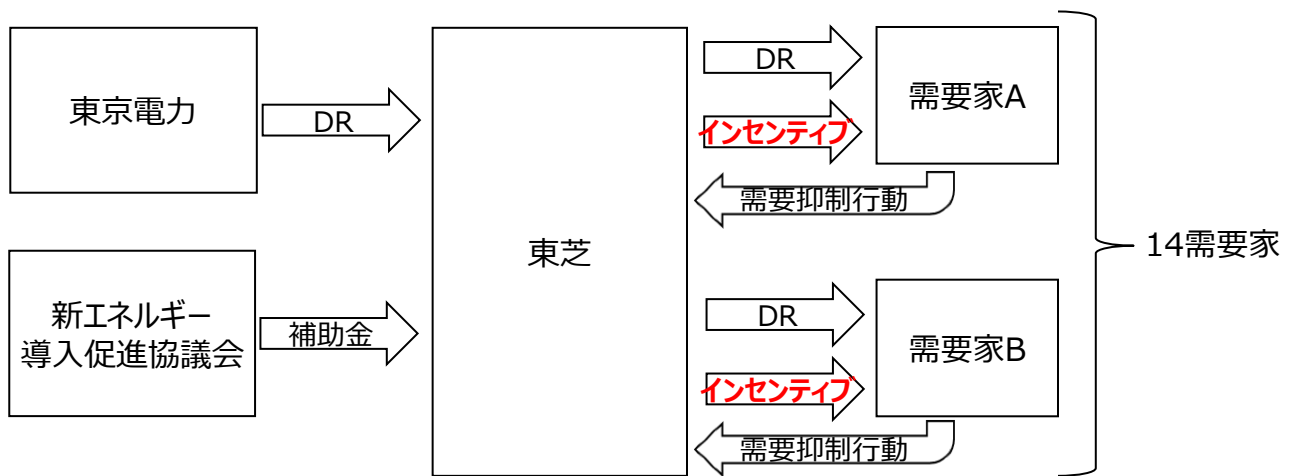 東京電力
DR
新エネルギー
導入促進協議会
補助金
東芝
DR
インセンティブ
需要抑制行動
需要家A
DR
インセンティブ
需要抑制行動
需要家B
14需要家